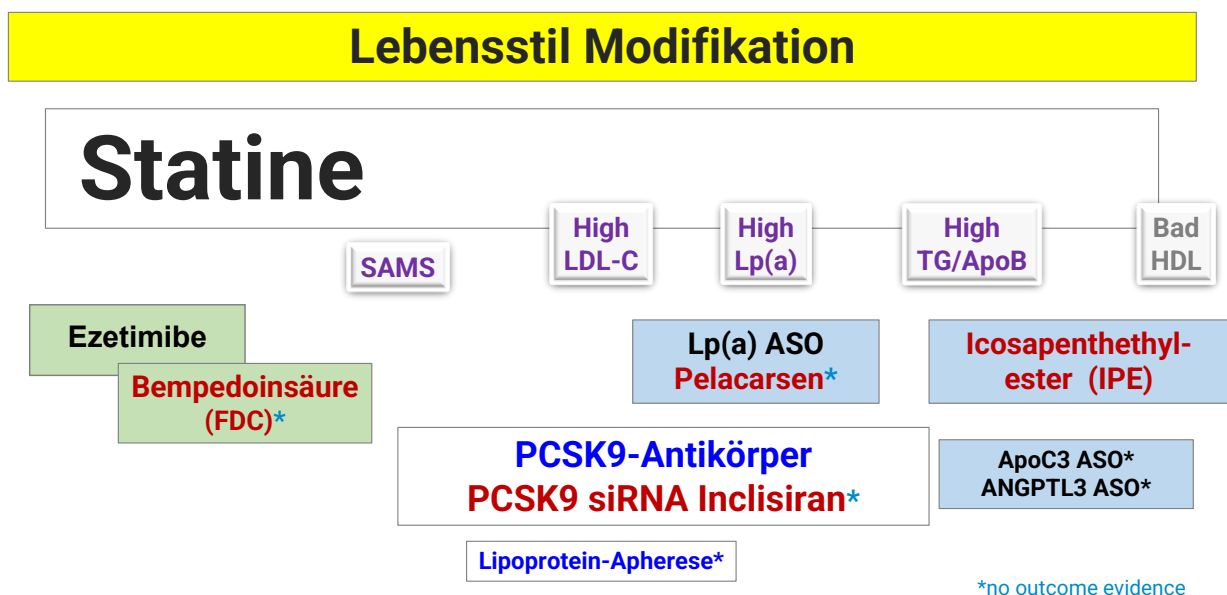 Lebensstil Modifikation
Statine
SAMS
High
LDL-C
High
Lp(a)
High
TG/ApoB
Bad
HDL
Ezetimibe
Bempedoinsäure
(FDC)*
Lp(a) ASO
Pelacarsen*
Icosapenthethyl-
ester (IPE)
PCSK9-Antikörper
PCSK9 siRNA Inclisiran*
ApoC3 ASO*
ANGPTL3 ASO*
Lipoprotein-Apherese*
*no outcome evidence